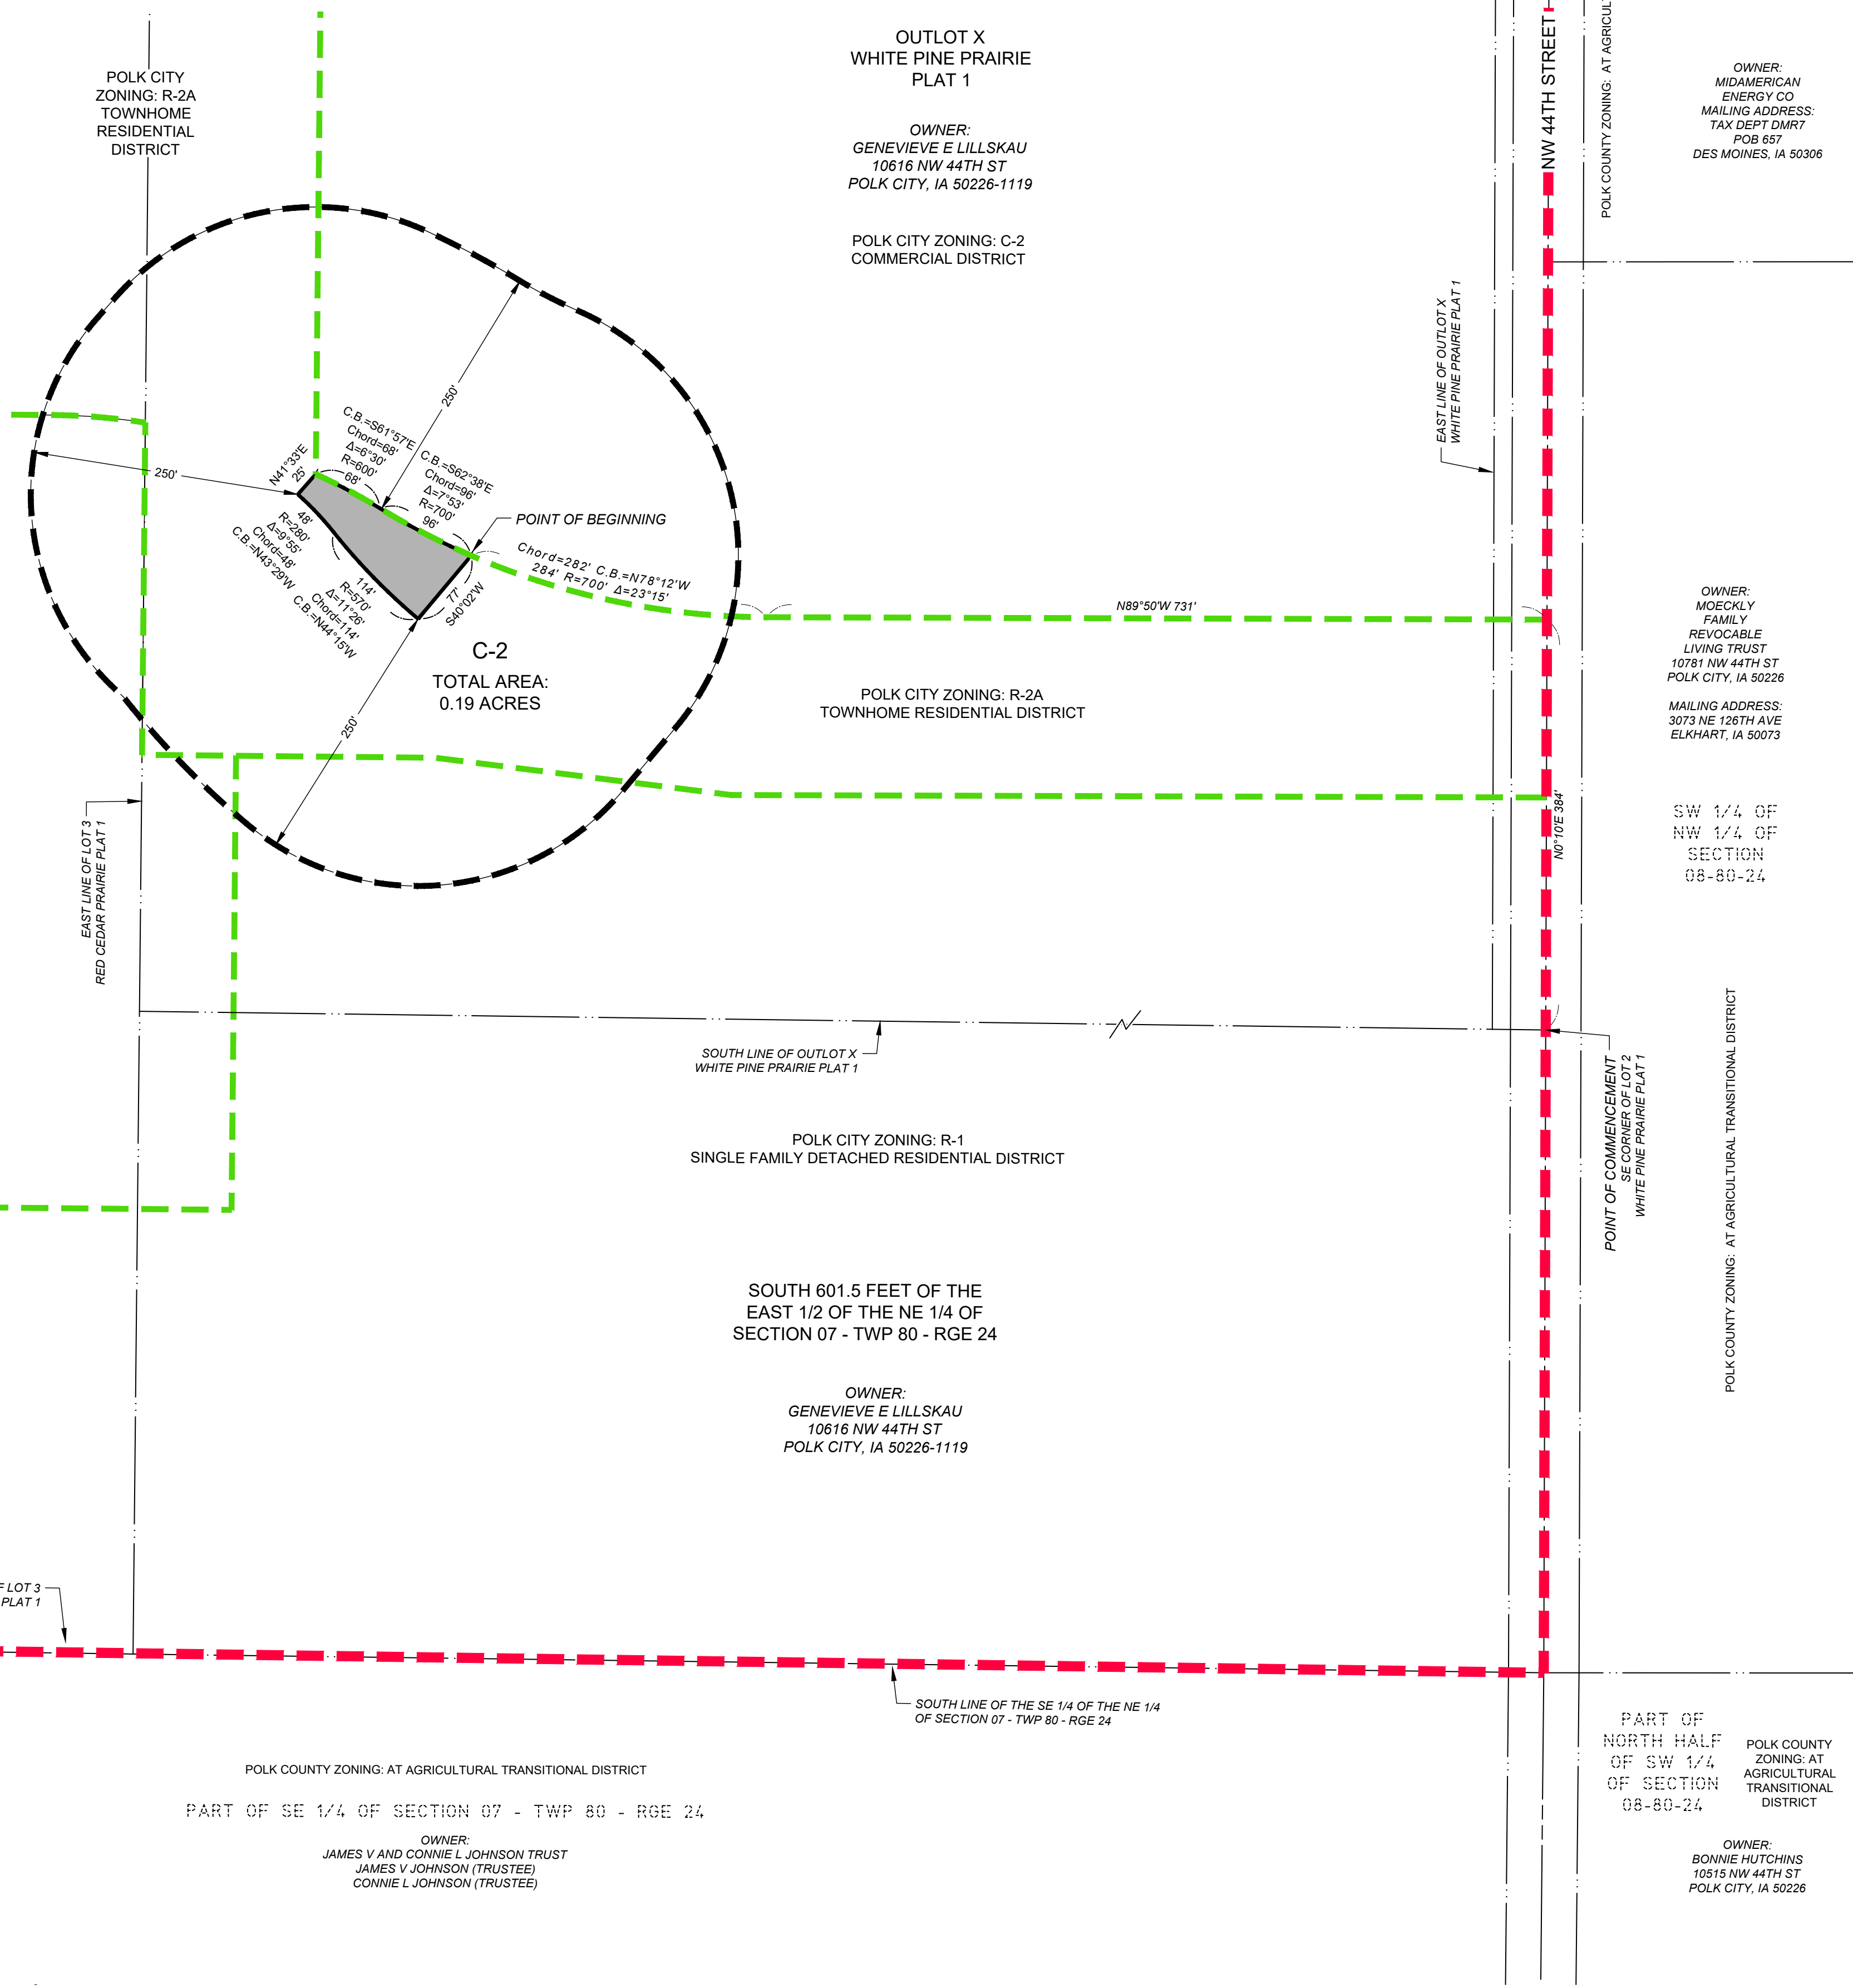 POLK CITY
ZONING: R-2A
TOWNHOME
RESIDENTIAL
DISTRICT
OUTLOT X
WHITE PINE PRAIRIE
PLAT 1
OWNER:
GENEVIEVE E LILLSKAU
10616 NW 44TH ST
POLK CITY, IA 50226-1119
POLK CITY ZONING: C-2
COMMERCIAL DISTRICT
NW 44TH STREET
POLK COUNTY ZONING:  AT AGRICUL
OWNER:
MIDAMERICAN
ENERGY CO
MAILING ADDRESS:
TAX DEPT DMR7
POB 657
DES MOINES, IA 50306
EAST LINE OF OUTLOT X
WHITE PINE PRAIRIE PLAT 1
250'
250'
N41°33'E
25'
C.B.=S61°57'E
Chord=68'
Δ=6°30'
R=600'
68'
C.B.=S62°38'E
Chord=96'
Δ=7°53'
R=700'
96'
POINT OF BEGINNING
Chord=282' C.B.=N78°12'W
284' R=700' Δ=23°15'
48'
R=280'
Δ=9°55'
Chord=48'
C.B.=N43°29'W
114'
R=570'
Δ=11°26'
Chord=114'
C.B.=N44°15'W
77'
S40°02'W
N89°50'W 731'
C-2
TOTAL AREA:
0.19 ACRES
250'
POLK CITY ZONING: R-2A
TOWNHOME RESIDENTIAL DISTRICT
OWNER:
MOECKLY
FAMILY
REVOCABLE
LIVING TRUST
10781 NW 44TH ST
POLK CITY, IA 50226
MAILING ADDRESS:
3073 NE 126TH AVE
ELKHART, IA 50073
N0°10'E 384'
SW 1/4 OF
NW 1/4 OF
SECTION
08-80-24
EAST LINE OF LOT 3
RED CEDAR PRAIRIE PLAT 1
SOUTH LINE OF OUTLOT X
WHITE PINE PRAIRIE PLAT 1
POINT OF COMMENCEMENT
SE CORNER OF LOT 2
WHITE PINE PRAIRIE PLAT 1
POLK COUNTY ZONING:  AT AGRICULTURAL TRANSITIONAL DISTRICT
POLK CITY ZONING: R-1
SINGLE FAMILY DETACHED RESIDENTIAL DISTRICT
SOUTH 601.5 FEET OF THE
EAST 1/2 OF THE NE 1/4 OF
SECTION 07 - TWP 80 - RGE 24
OWNER:
GENEVIEVE E LILLSKAU
10616 NW 44TH ST
POLK CITY, IA 50226-1119
F LOT 3
PLAT 1
SOUTH LINE OF THE SE 1/4 OF THE NE 1/4
OF SECTION 07 - TWP 80 - RGE 24
POLK COUNTY ZONING: AT AGRICULTURAL TRANSITIONAL DISTRICT
PART OF SE 1/4 OF SECTION 07 - TWP 80 - RGE 24
OWNER:
JAMES V AND CONNIE L JOHNSON TRUST
JAMES V JOHNSON (TRUSTEE)
CONNIE L JOHNSON (TRUSTEE)
PART OF
NORTH HALF
OF SW 1/4
OF SECTION
08-80-24
POLK COUNTY
ZONING: AT
AGRICULTURAL
TRANSITIONAL
DISTRICT
OWNER:
BONNIE HUTCHINS
10515 NW 44TH ST
POLK CITY, IA 50226